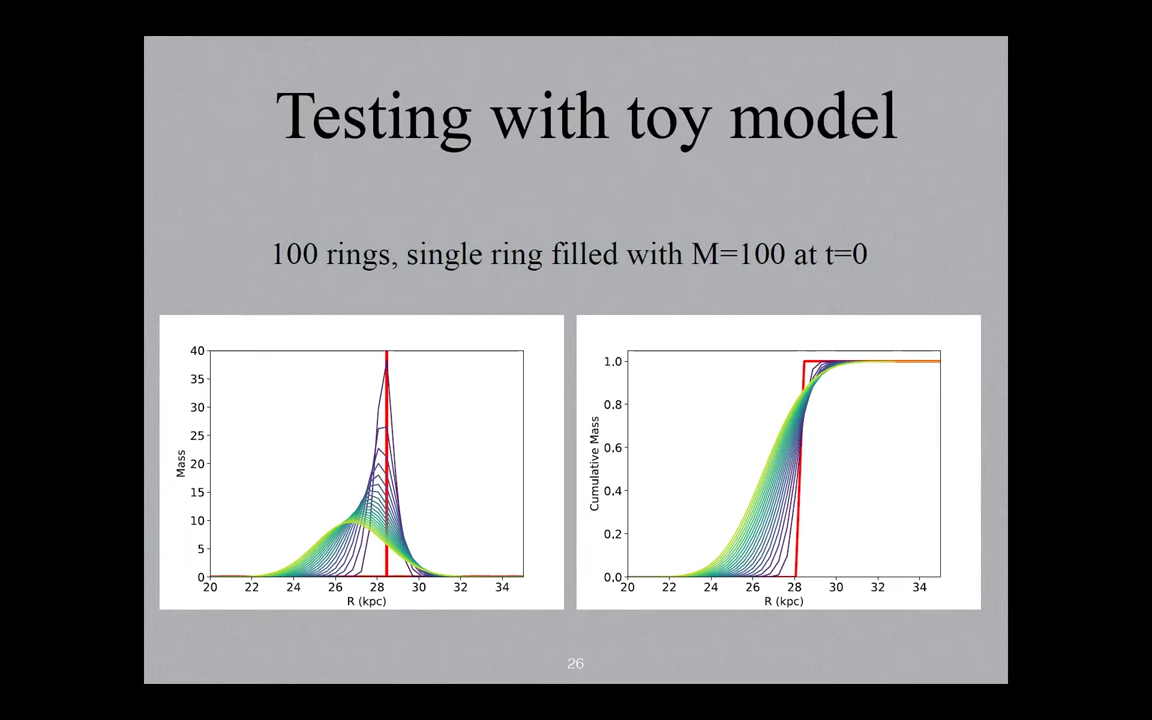 Testing with toy model
100 rings, single ring filled with M=100 at t=0
40
35
30
25
20
15
10
5
0
Mass
20 22 24 26 28 30 32 34
R (kpc)
1.0
0.8
0.6
0.4
0.2
0.0
Cumulative Mass
20 22 24 26 28 30 32 34
R (kpc)
26